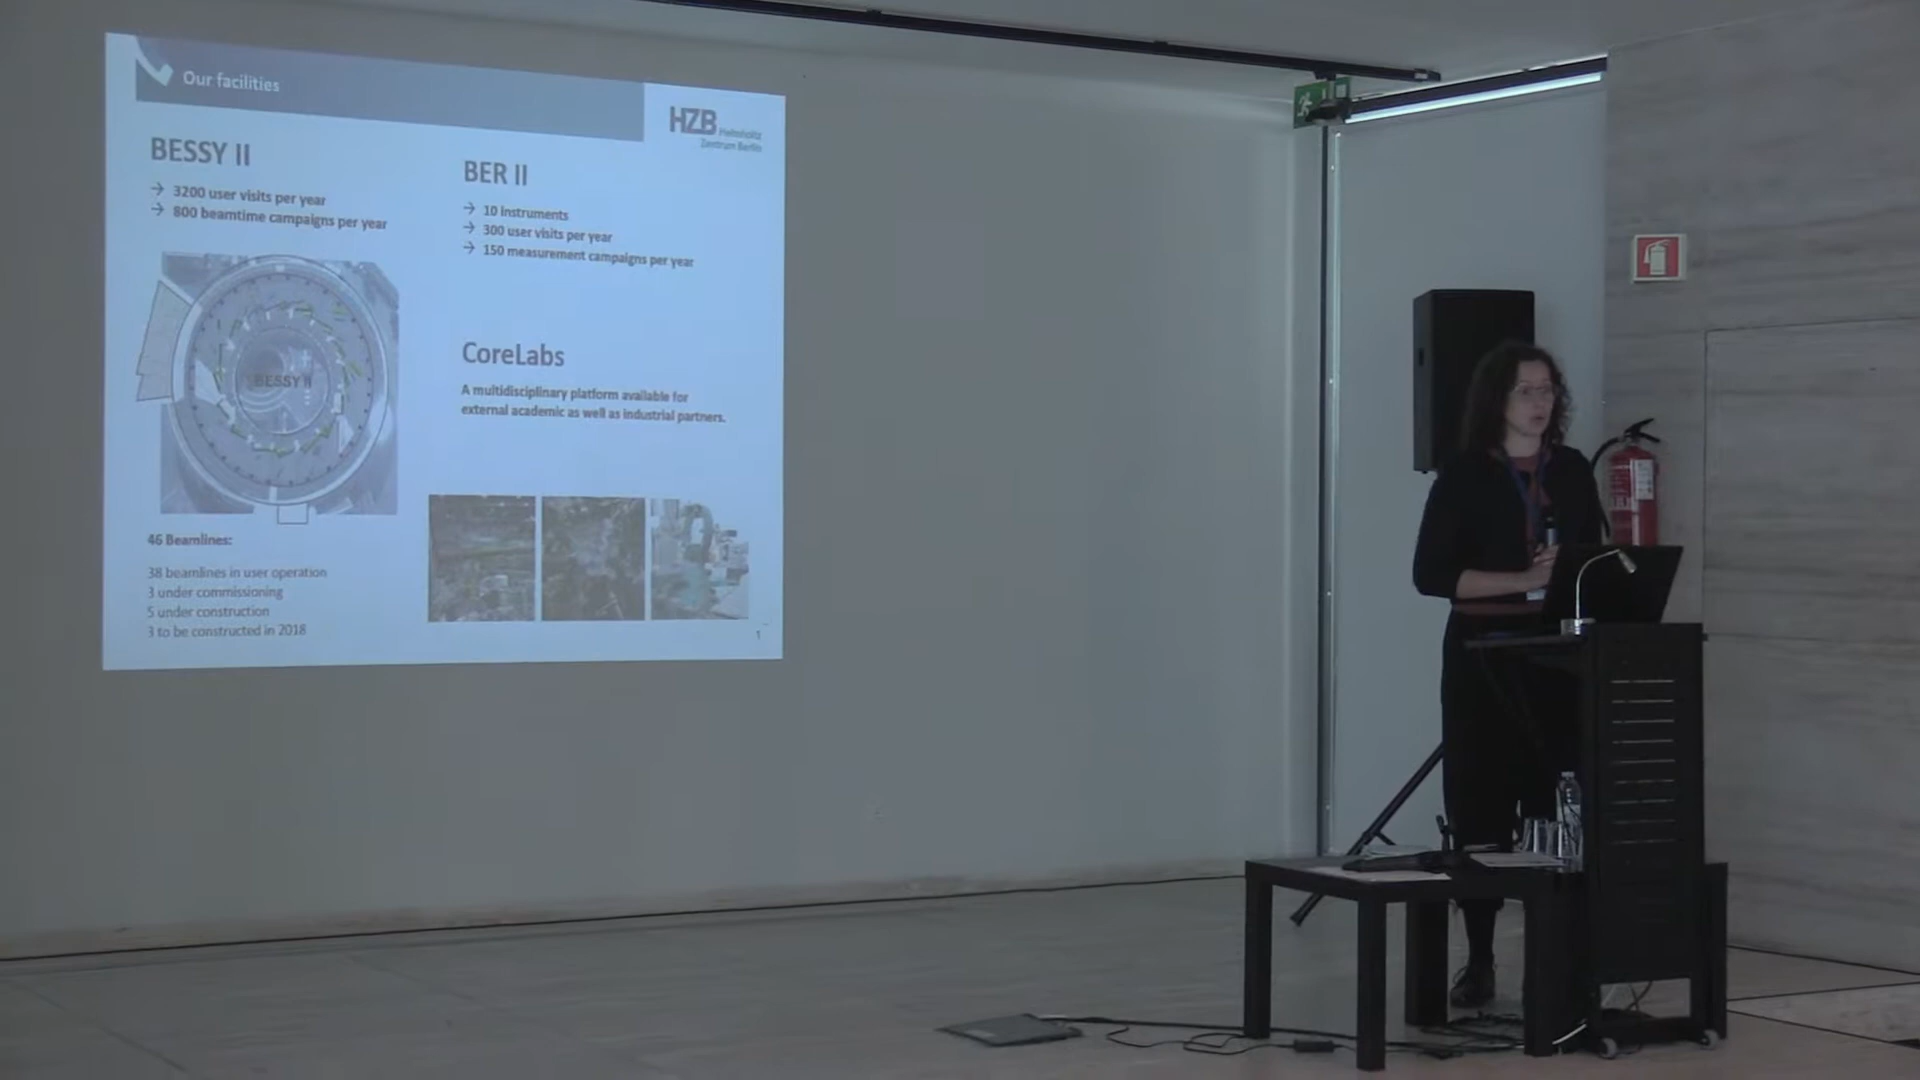 Our facilities
HZB Helmholtz
Zentrum Berlin
BESSY II
→ 3200 user visits per year
→ 800 beamtime campaigns per year
BESSY II
46 Beamlines:
38 beamlines in user operation
3 under commissioning
5 under construction
3 to be constructed in 2018
BER II
→ 10 Instruments
→ 300 user visits per year
→ 150 measurement campaigns per year
CoreLabs
A multidisciplinary platform available for
external academic as well as industrial partners.
1